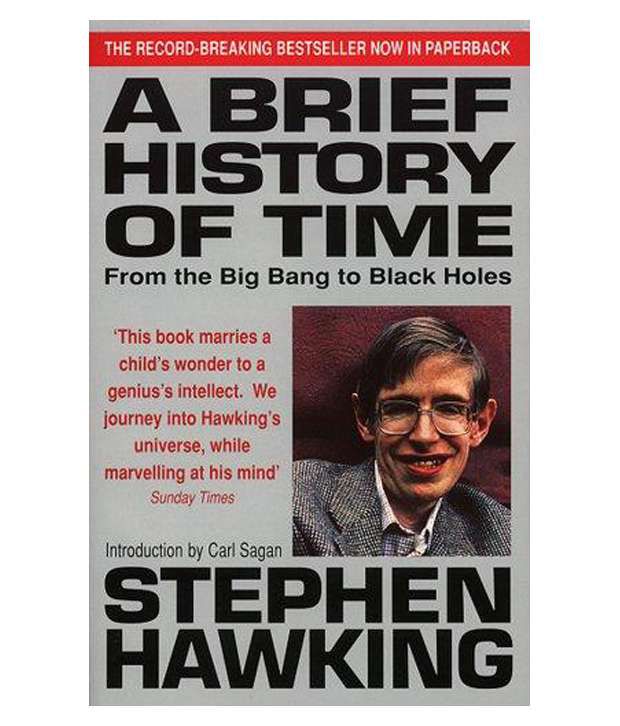 THE RECORD-BREAKING BESTSELLER NOW IN PAPERBACK
A BRIEF
HISTORY
OF TIME
From the Big Bang to Black Holes
‘This book marries a
child’s wonder to a
genius’s intellect. We
journey into Hawking’s
universe, while
marvelling at his mind’
Sunday Times
Introduction by Carl Sagan
STEPHEN
HAWKING